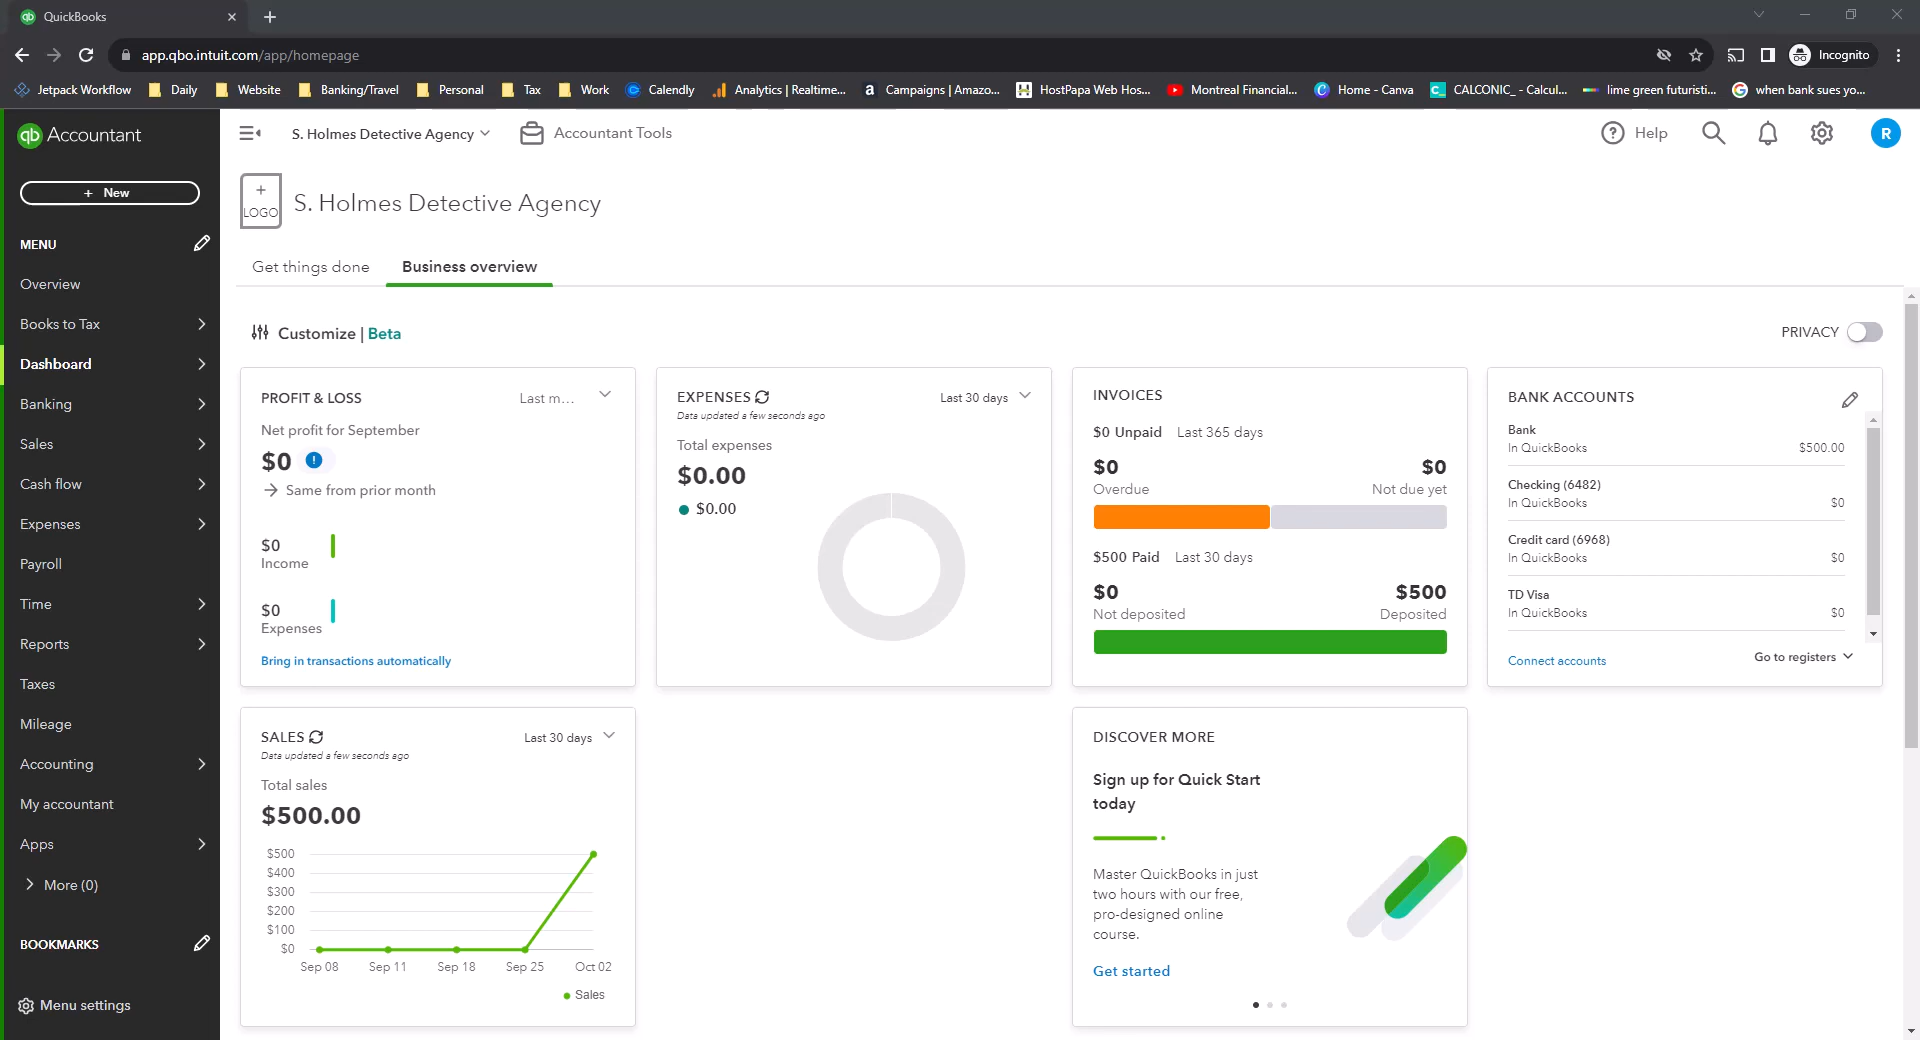 QuickBooks
app.qbo.intuit.com/app/homepage
Incognito
Jetpack Workflow
Daily
Website
Banking/Travel
Personal
Tax
Work
Calendly
Analytics | Realtime...
Campaigns | Amazo...
HostPapa Web Hos...
Montreal Financial...
Home - Canva
CALCONIC_ - Calcul...
lime green futuristi...
when bank sues yo...
qb Accountant
+ New
MENU
Overview
Books to Tax
Dashboard
Banking
Sales
Cash flow
Expenses
Payroll
Time
Reports
Taxes
Mileage
Accounting
My accountant
Apps
More (0)
BOOKMARKS
Menu settings
S. Holmes Detective Agency
Accountant Tools
Help
R
+
LOGO
S. Holmes Detective Agency
Get things done
Business overview
Customize | Beta
PRIVACY
PROFIT & LOSS
Last m...
Net profit for September
$0
Same from prior month
$0
Income
$0
Expenses
Bring in transactions automatically
EXPENSES
Last 30 days
Data updated a few seconds ago
Total expenses
$0.00
$0.00
INVOICES
$0 Unpaid Last 365 days
$0 $0
Overdue Not due yet
$500 Paid Last 30 days
$0 $500
Not deposited Deposited
BANK ACCOUNTS
Bank
In QuickBooks $500.00
Checking (6482)
In QuickBooks $0
Credit card (6968)
In QuickBooks $0
TD Visa
In QuickBooks $0
Connect accounts
Go to registers
SALES
Last 30 days
Data updated a few seconds ago
Total sales
$500.00
$500
$400
$300
$200
$100
$0
Sep 08 Sep 11 Sep 18 Sep 25 Oct 02
Sales
DISCOVER MORE
Sign up for Quick Start
today
Master QuickBooks in just
two hours with our free,
pro-designed online
course.
Get started